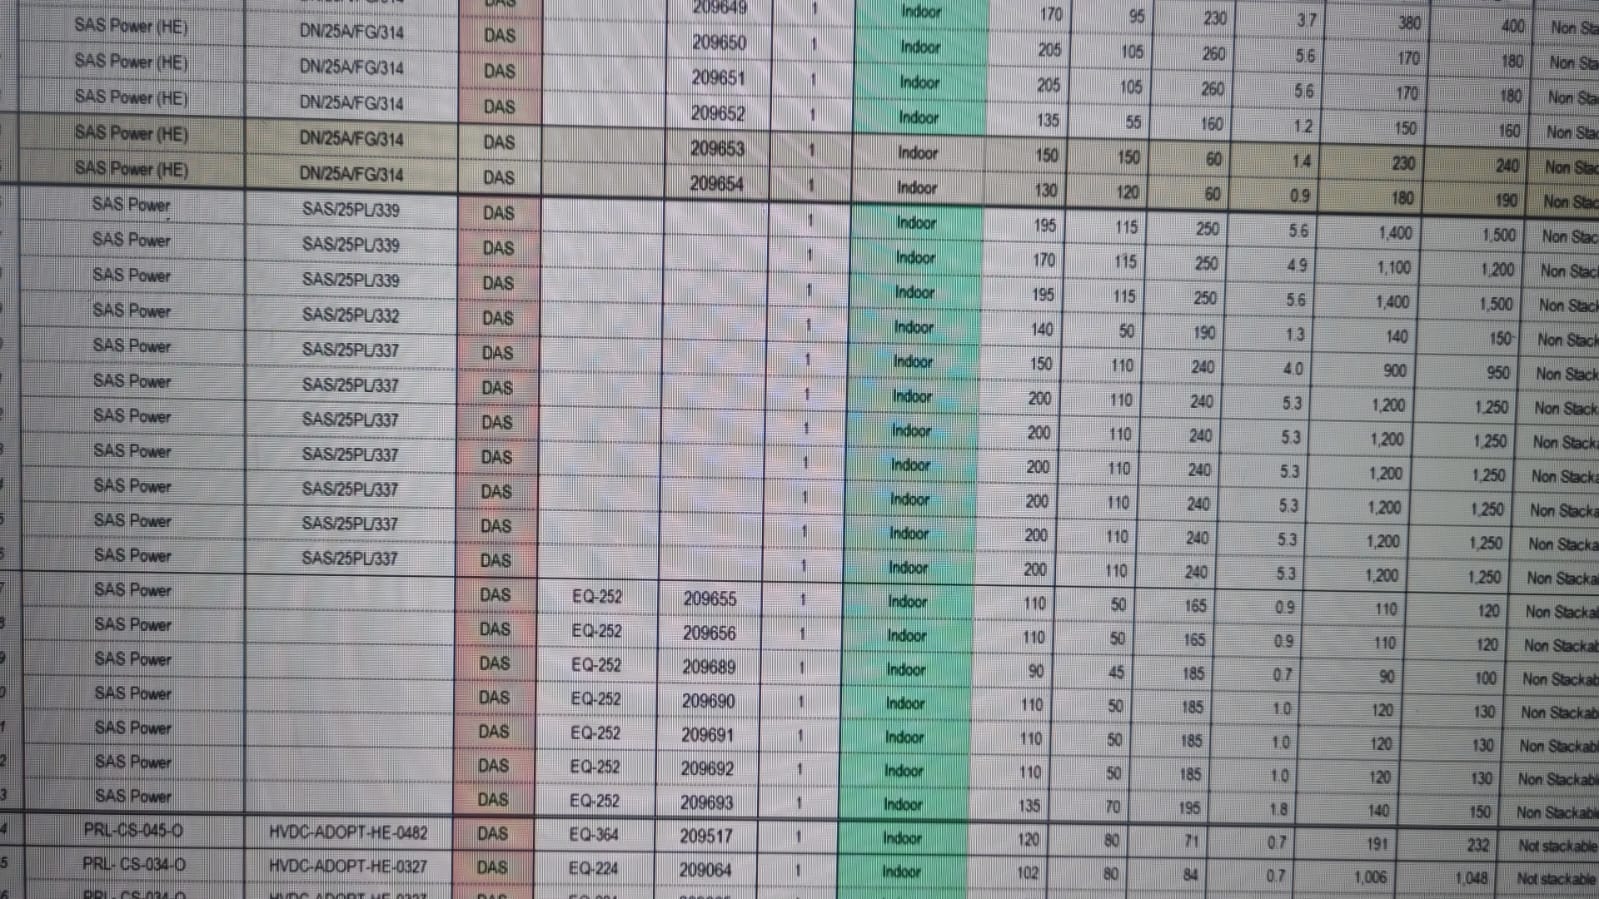 DAS 209649 1 Indoor 170 95 230 3.7 380 400 Non Sta
SAS Power (HE) DN/25A/FG/314 DAS 209650 1 Indoor 205 105 260 5.6 170 180 Non Sta
SAS Power (HE) DN/25A/FG/314 DAS 209651 1 Indoor 205 105 260 5.6 170 180 Non Sta
SAS Power (HE) DN/25A/FG/314 DAS 209652 1 Indoor 135 55 160 1.2 150 160 Non Sta
SAS Power (HE) DN/25A/FG/314 DAS 209653 1 Indoor 150 150 60 1.4 230 240 Non Stac
SAS Power (HE) DN/25A/FG/314 DAS 209654 1 Indoor 130 120 60 0.9 180 190 Non Stac
SAS Power SAS/25PL/339 DAS 1 Indoor 195 115 250 5.6 1,400 1,500 Non Stac
SAS Power SAS/25PL/339 DAS 1 Indoor 170 115 250 4.9 1,100 1,200 Non Stac
SAS Power SAS/25PL/339 DAS 1 Indoor 195 115 250 5.6 1,400 1,500 Non Stac
SAS Power SAS/25PL/332 DAS 1 Indoor 140 50 190 1.3 140 150 Non Stack
SAS Power SAS/25PL/337 DAS 1 Indoor 150 110 240 4.0 900 950 Non Stack
SAS Power SAS/25PL/337 DAS 1 Indoor 200 110 240 5.3 1,200 1,250 Non Stack
SAS Power SAS/25PL/337 DAS 1 Indoor 200 110 240 5.3 1,200 1,250 Non Stacka
SAS Power SAS/25PL/337 DAS 1 Indoor 200 110 240 5.3 1,200 1,250 Non Stacka
SAS Power SAS/25PL/337 DAS 1 Indoor 200 110 240 5.3 1,200 1,250 Non Stacka
SAS Power SAS/25PL/337 DAS 1 Indoor 200 110 240 5.3 1,200 1,250 Non Stacka
SAS Power SAS/25PL/337 DAS 1 Indoor 200 110 240 5.3 1,200 1,250 Non Stackal
SAS Power DAS EQ-252 209655 1 Indoor 110 50 165 0.9 110 120 Non Stackal
SAS Power DAS EQ-252 209656 1 Indoor 110 50 165 0.9 110 120 Non Stackab
SAS Power DAS EQ-252 209689 1 Indoor 90 45 185 0.7 90 100 Non Stackab
SAS Power DAS EQ-252 209690 1 Indoor 110 50 185 1.0 120 130 Non Stackab
SAS Power DAS EQ-252 209691 1 Indoor 110 50 185 1.0 120 130 Non Stackabl
SAS Power DAS EQ-252 209692 1 Indoor 110 50 185 1.0 120 130 Non Stackable
SAS Power DAS EQ-252 209693 1 Indoor 135 70 195 1.8 140 150 Non Stackable
PRL-CS-045-O HVDC-ADOPT-HE-0482 DAS EQ-364 209517 1 Indoor 120 80 71 0.7 191 232 Not stackable
PRL- CS-034-O HVDC-ADOPT-HE-0327 DAS EQ-224 209064 1 Indoor 102 80 84 0.7 1,006 1,048 Not stackable
PRL- CS-034-O HVDC-ADOPT-HE-0327 DAS